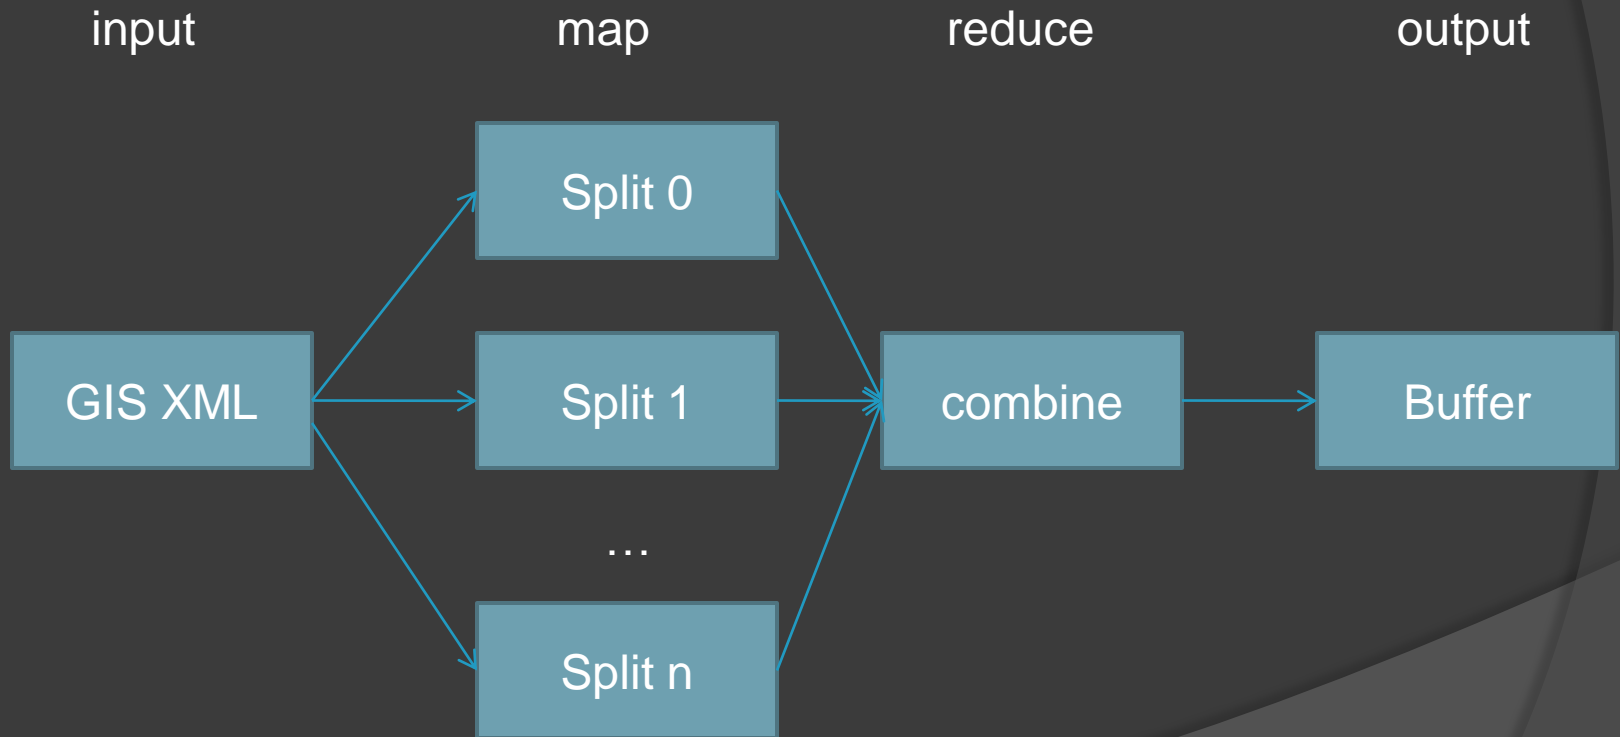 input
map
reduce
output
Split 0
GIS XML
Split 1
combine
Buffer
...
Split n